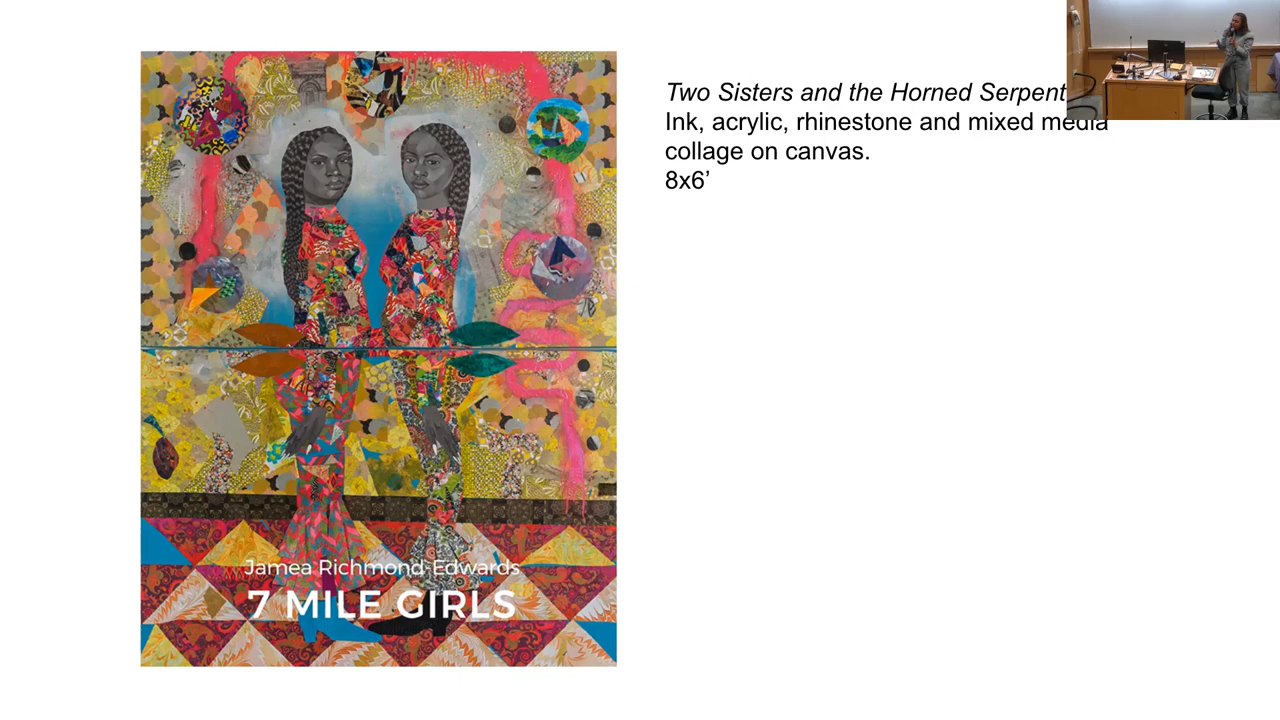 Two Sisters and the Horned Serpent
Ink, acrylic, rhinestone and mixed media
collage on canvas.
8x6’
Jamea Richmond-Edwards
7 MILE GIRLS